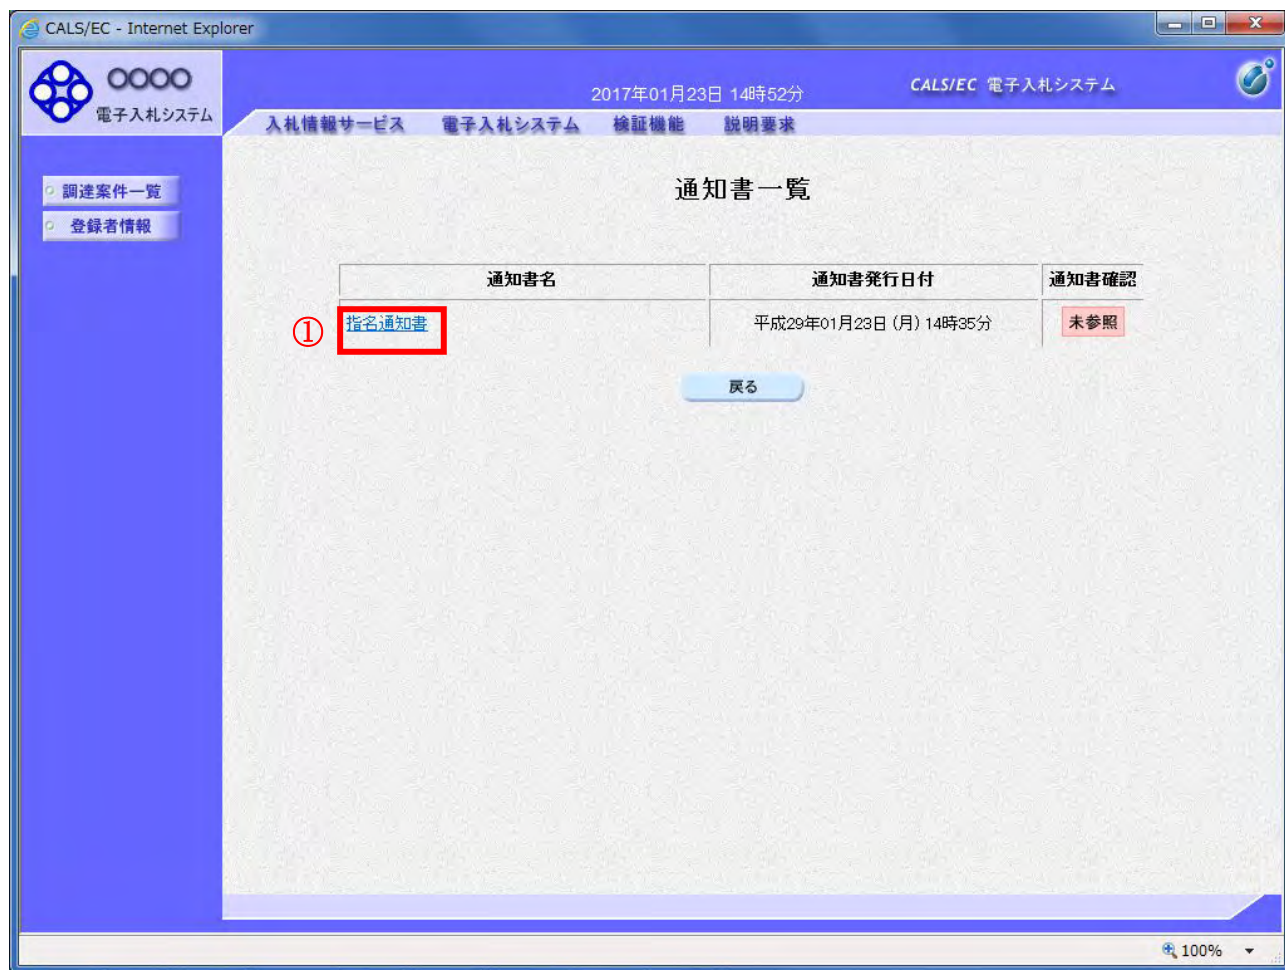 CALS/EC - Internet Explorer
〇〇〇〇
電子入札システム
2017年01月23日 14時52分
CALS/EC 電子入札システム
入札情報サービス 電子入札システム 検証機能 説明要求
調達案件一覧
登録者情報
通知書一覧
通知書名 通知書発行日付 通知書確認
① 指名通知書 平成29年01月23日 (月) 14時35分 未参照
戻る
100%